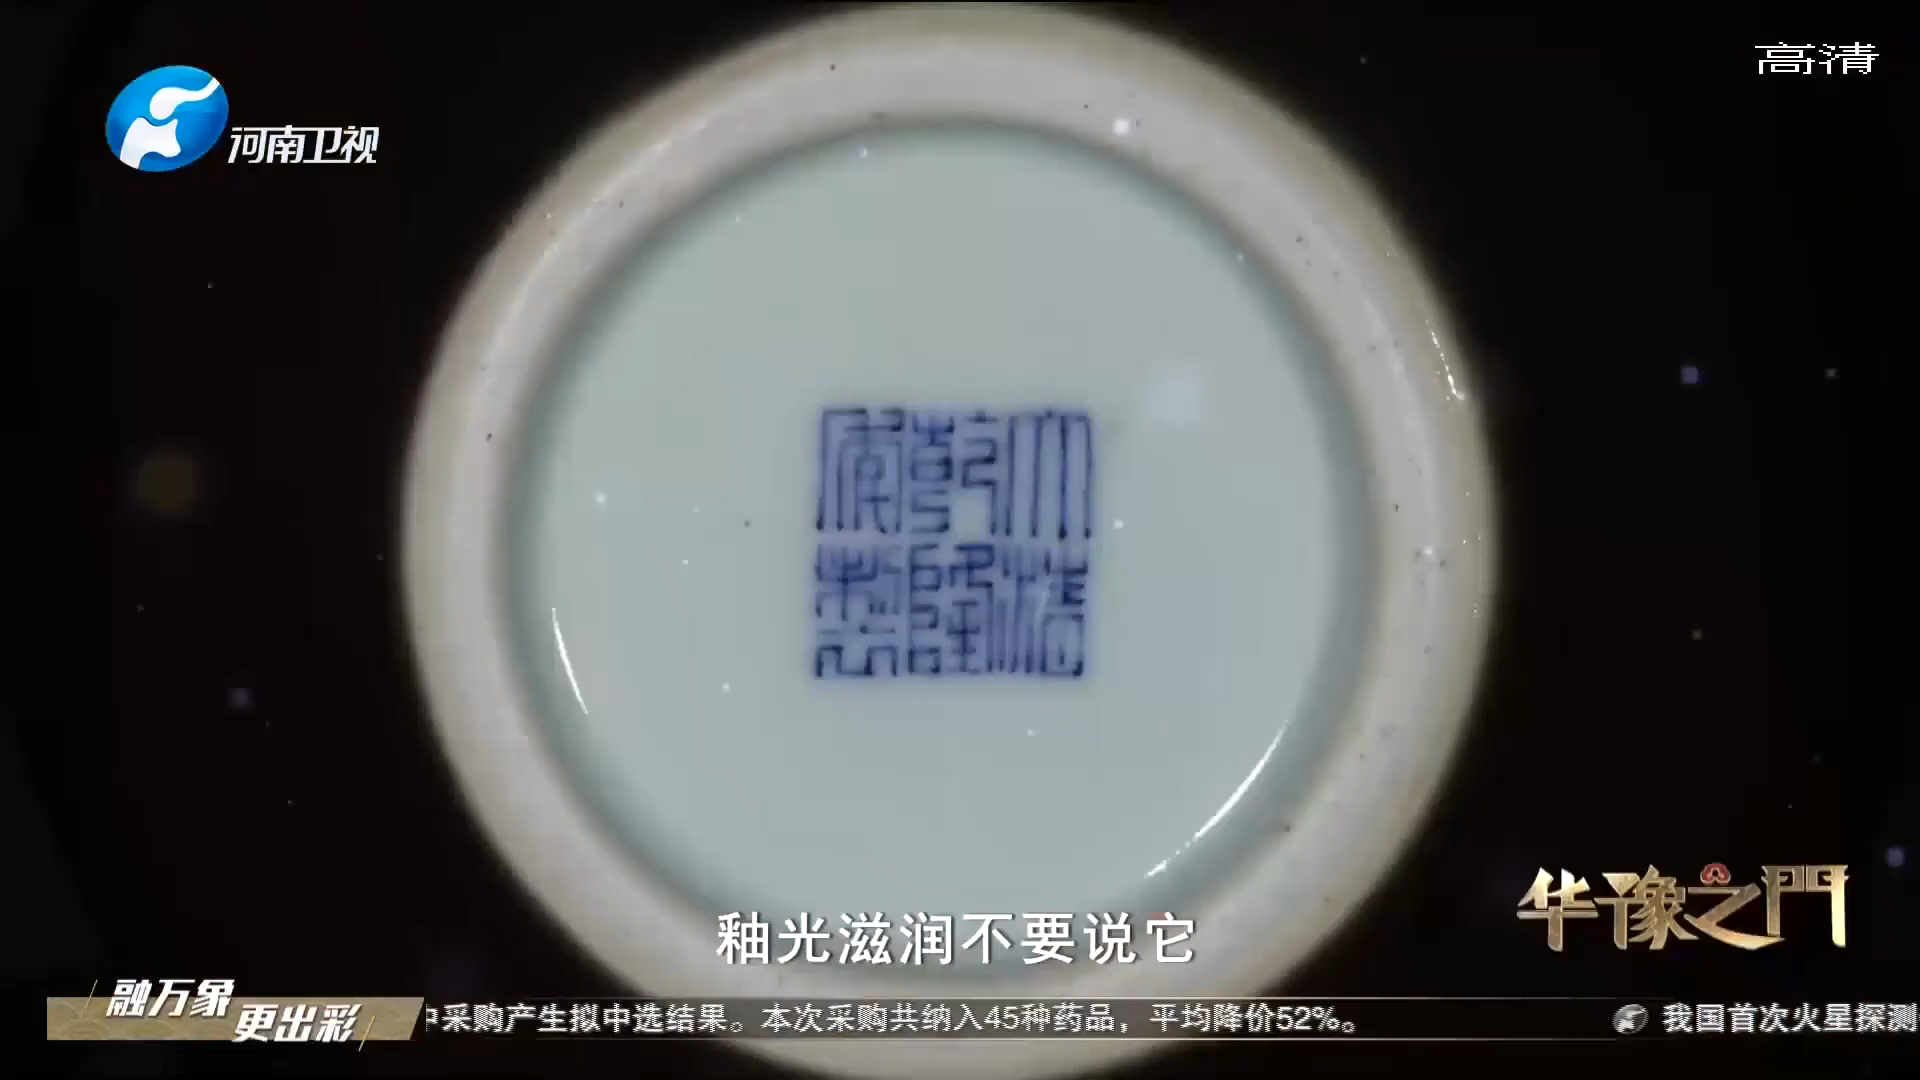 河南卫视
高清
大清
乾隆
年製
华豫之門
釉光滋润不要说它
融万象
更出彩
中采购产生拟中选结果。本次采购共纳入45种药品，平均降价52%。
我国首次火星探测